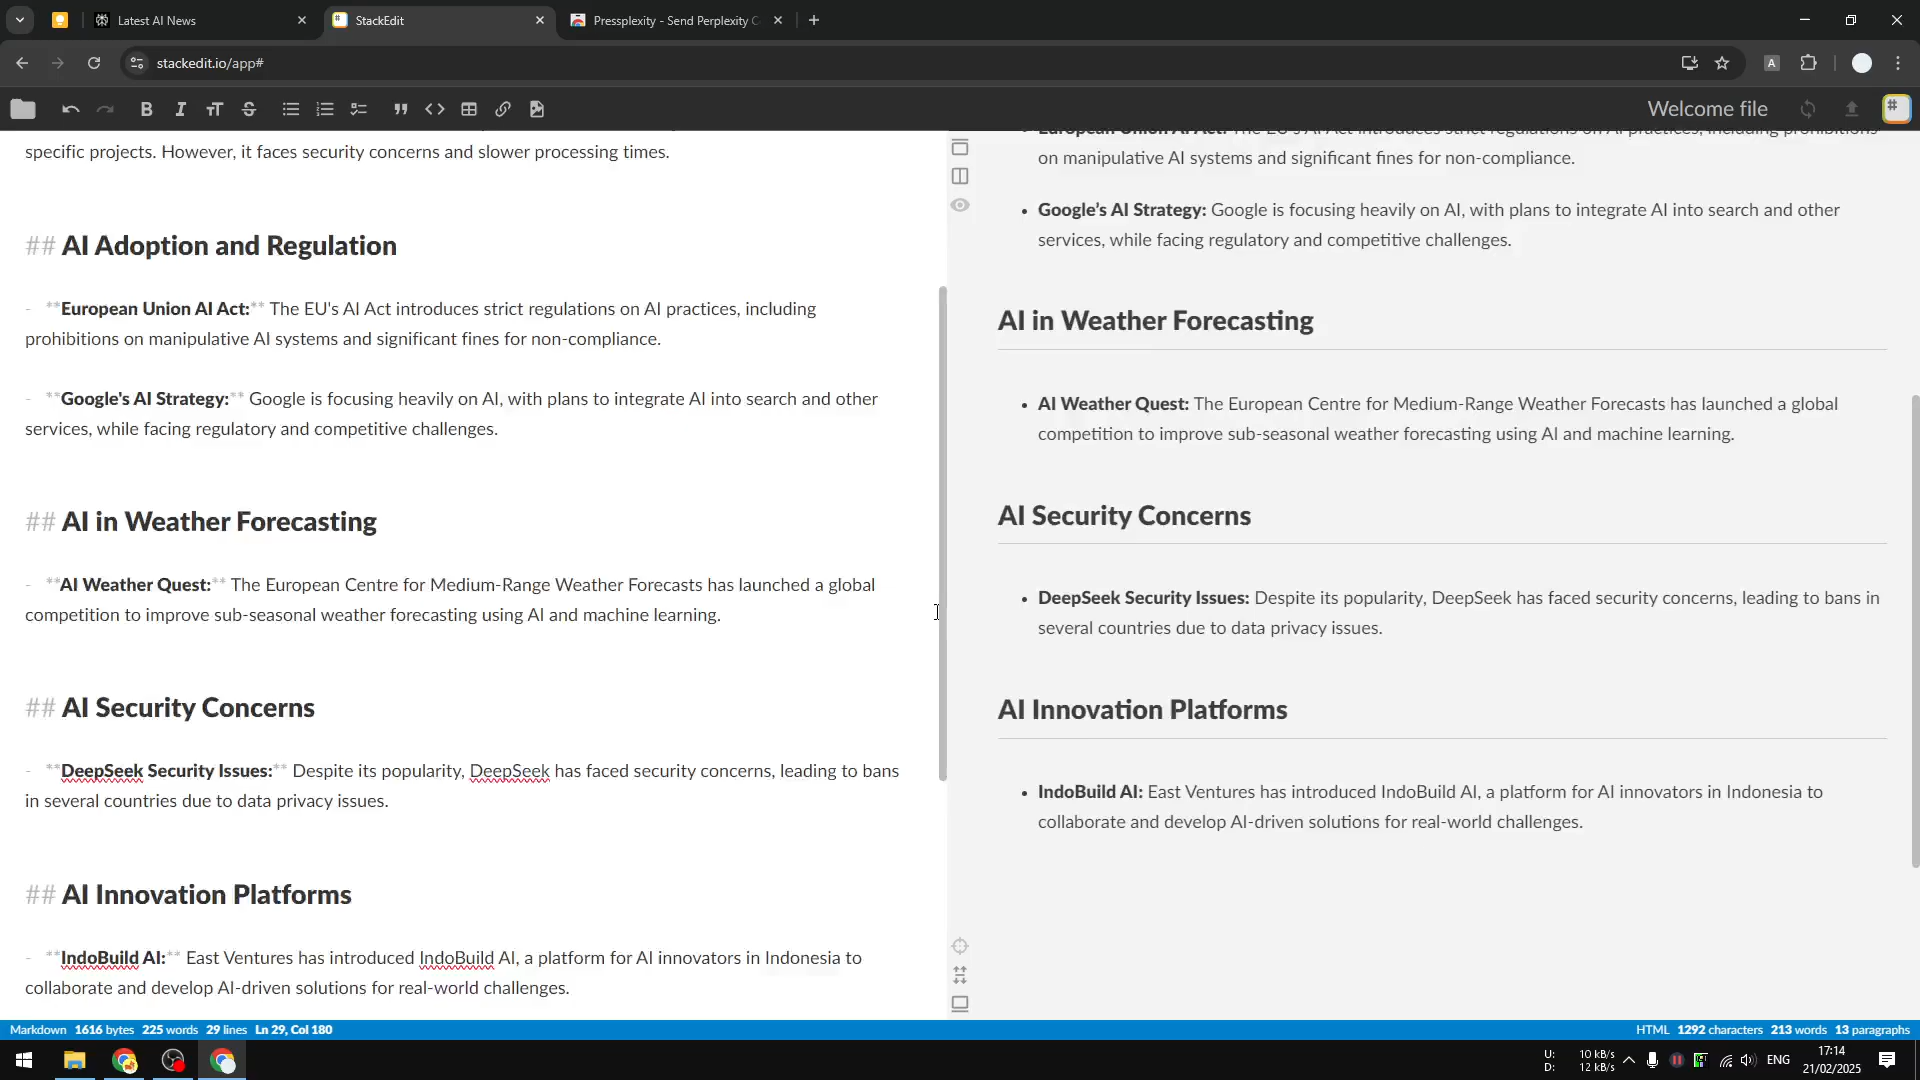 Latest AI News
StackEdit
Pressplexity - Send Perplexity C
stackedit.io/app#
A
Welcome file
specific projects. However, it faces security concerns and slower processing times.
## AI Adoption and Regulation
- **European Union AI Act:** The EU's AI Act introduces strict regulations on AI practices, including
prohibitions on manipulative AI systems and significant fines for non-compliance.
- **Google's AI Strategy:** Google is focusing heavily on AI, with plans to integrate AI into search and other
services, while facing regulatory and competitive challenges.
## AI in Weather Forecasting
- **AI Weather Quest:** The European Centre for Medium-Range Weather Forecasts has launched a global
competition to improve sub-seasonal weather forecasting using AI and machine learning.
## AI Security Concerns
- **DeepSeek Security Issues:** Despite its popularity, DeepSeek has faced security concerns, leading to bans
in several countries due to data privacy issues.
## AI Innovation Platforms
- **IndoBuild AI:** East Ventures has introduced IndoBuild AI, a platform for AI innovators in Indonesia to
collaborate and develop AI-driven solutions for real-world challenges.
• European Union AI Act: The EU's AI Act introduces strict regulations on AI practices, including prohibitions
on manipulative AI systems and significant fines for non-compliance.
• Google’s AI Strategy: Google is focusing heavily on AI, with plans to integrate AI into search and other
services, while facing regulatory and competitive challenges.
AI in Weather Forecasting
• AI Weather Quest: The European Centre for Medium-Range Weather Forecasts has launched a global
competition to improve sub-seasonal weather forecasting using AI and machine learning.
AI Security Concerns
• DeepSeek Security Issues: Despite its popularity, DeepSeek has faced security concerns, leading to bans in
several countries due to data privacy issues.
AI Innovation Platforms
• IndoBuild AI: East Ventures has introduced IndoBuild AI, a platform for AI innovators in Indonesia to
collaborate and develop AI-driven solutions for real-world challenges.
Markdown 1616 bytes 225 words 29 lines Ln 29, Col 180
HTML 1292 characters 213 words 13 paragraphs
U: 10 kB/s
D: 12 kB/s
ENG
17:14
21/02/2025